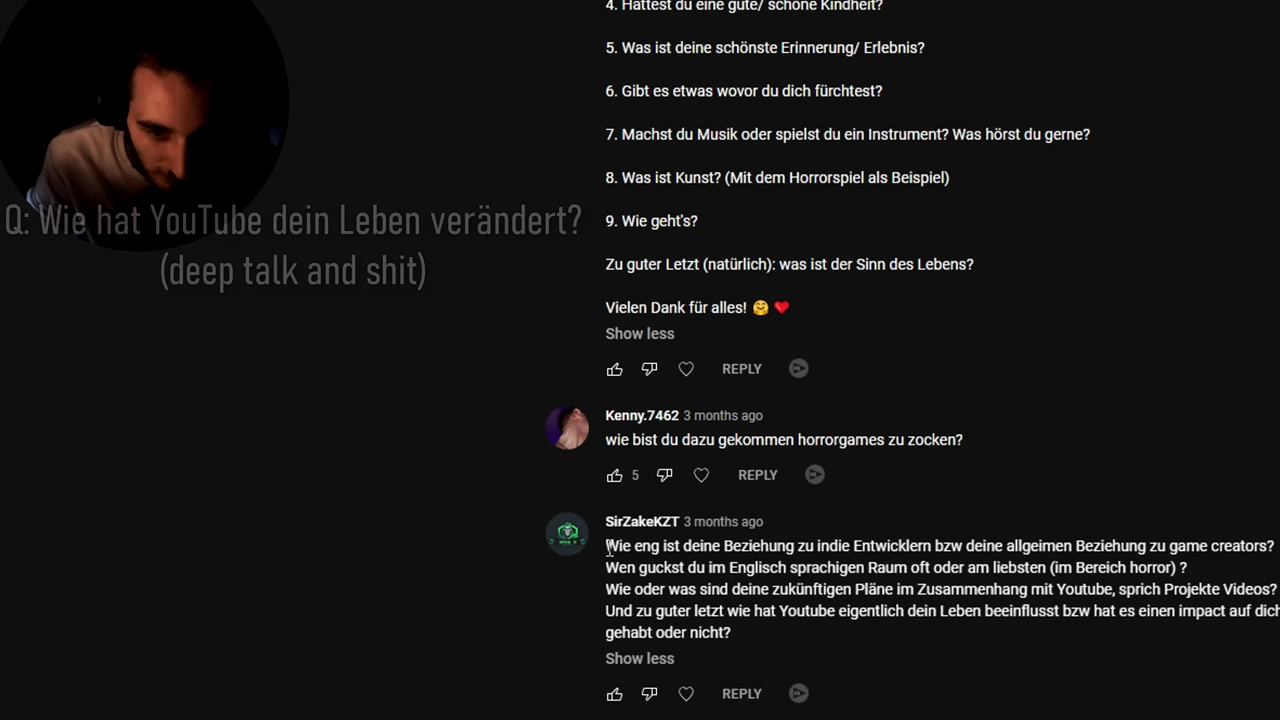 4. Hattest du eine gute/ schöne Kindheit?
5. Was ist deine schönste Erinnerung/ Erlebnis?
6. Gibt es etwas wovor du dich fürchtest?
7. Machst du Musik oder spielst du ein Instrument? Was hörst du gerne?
8. Was ist Kunst? (Mit dem Horrorspiel als Beispiel)
9. Wie geht's?
Zu guter Letzt (natürlich): was ist der Sinn des Lebens?
Vielen Dank für alles! 🤗 ❤️
Show less
REPLY
Q: Wie hat YouTube dein Leben verändert?
(deep talk and shit)
Kenny.7462 3 months ago
wie bist du dazu gekommen horrorgames zu zocken?
5 REPLY
SirZakeKZT 3 months ago
Wie eng ist deine Beziehung zu indie Entwicklern bzw deine allgeimen Beziehung zu game creators?
Wen guckst du im Englisch sprachigen Raum oft oder am liebsten (im Bereich horror) ?
Wie oder was sind deine zukünftigen Pläne im Zusammenhang mit Youtube, sprich Projekte Videos?
Und zu guter letzt wie hat Youtube eigentlich dein Leben beeinflusst bzw hat es einen impact auf dich
gehabt oder nicht?
Show less
REPLY